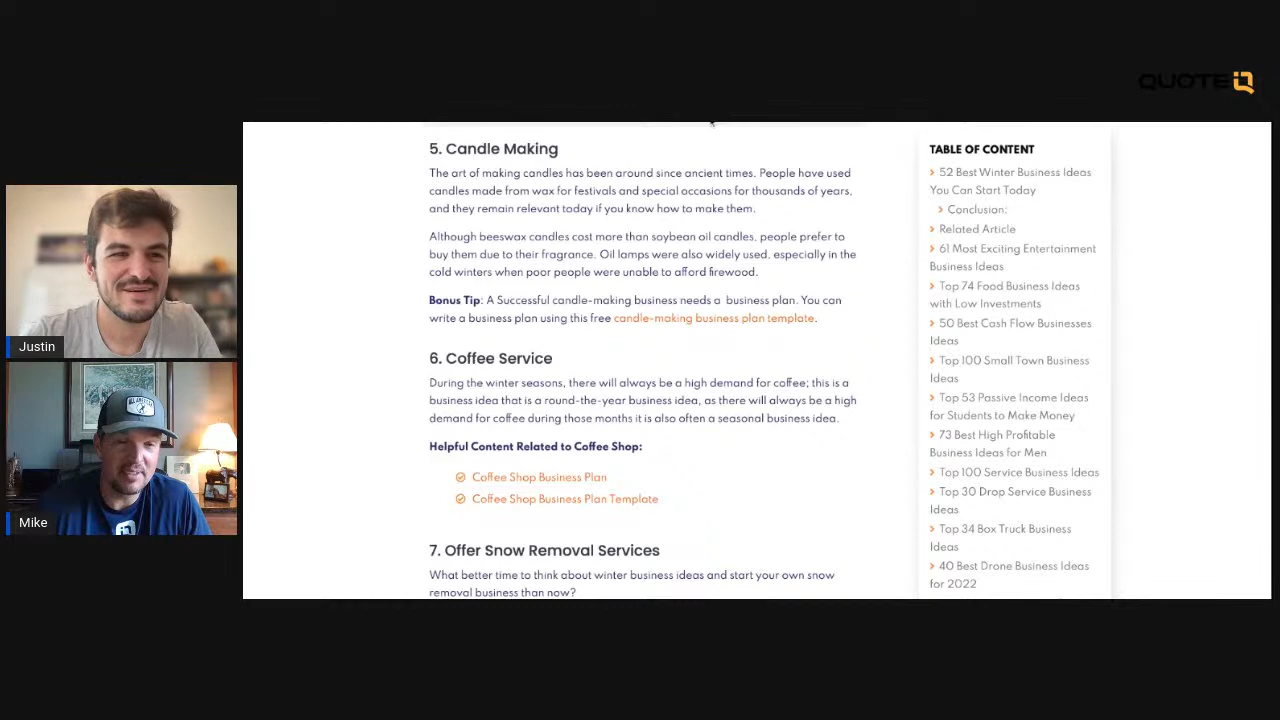 QUOTE iQ
5. Candle Making
The art of making candles has been around since ancient times. People have used
candles made from wax for festivals and special occasions for thousands of years,
and they remain relevant today if you know how to make them.
Although beeswax candles cost more than soybean oil candles, people prefer to
buy them due to their fragrance. Oil lamps were also widely used, especially in the
cold winters when poor people were unable to afford firewood.
Bonus Tip: A Successful candle-making business needs a business plan. You can
write a business plan using this free candle-making business plan template.
6. Coffee Service
During the winter seasons, there will always be a high demand for coffee; this is a
business idea that is a round-the-year business idea, as there will always be a high
demand for coffee during those months it is also often a seasonal business idea.
Helpful Content Related to Coffee Shop:
Coffee Shop Business Plan
Coffee Shop Business Plan Template
7. Offer Snow Removal Services
What better time to think about winter business ideas and start your own snow
removal business than now?
TABLE OF CONTENT
52 Best Winter Business Ideas
You Can Start Today
Conclusion:
Related Article
61 Most Exciting Entertainment
Business Ideas
Top 74 Food Business Ideas
with Low Investments
50 Best Cash Flow Businesses
Ideas
Top 100 Small Town Business
Ideas
Top 53 Passive Income Ideas
for Students to Make Money
73 Best High Profitable
Business Ideas for Men
Top 100 Service Business Ideas
Top 30 Drop Service Business
Ideas
Top 34 Box Truck Business
Ideas
40 Best Drone Business Ideas
for 2022
Justin
Mike